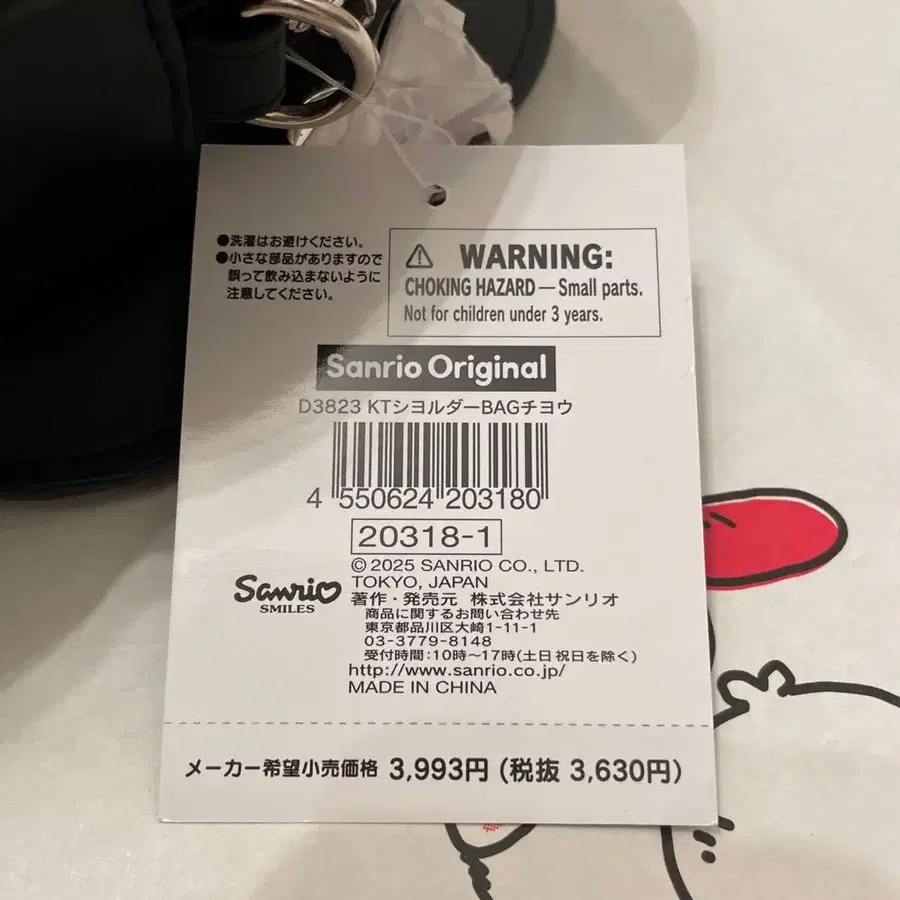 ●洗濯はお避けください。
●小さな部品がありますので
誤って飲み込まないように
注意してください。
WARNING:
CHOKING HAZARD — Small parts.
Not for children under 3 years.
Sanrio Original
D3823 KTシヨルダーBAGチヨウ
4 550624 203180
20318-1
© 2025 SANRIO CO., LTD.
TOKYO, JAPAN
Sanrio
SMILES
著作・発売元 株式会社サンリオ
商品に関するお問い合わせ先
東京都品川区大崎1-11-1
03-3779-8148
受付時間:10時~17時(土日祝日を除く)
http://www.sanrio.co.jp/
MADE IN CHINA
メーカー希望小売価格 3,993円 (税抜 3,630円)